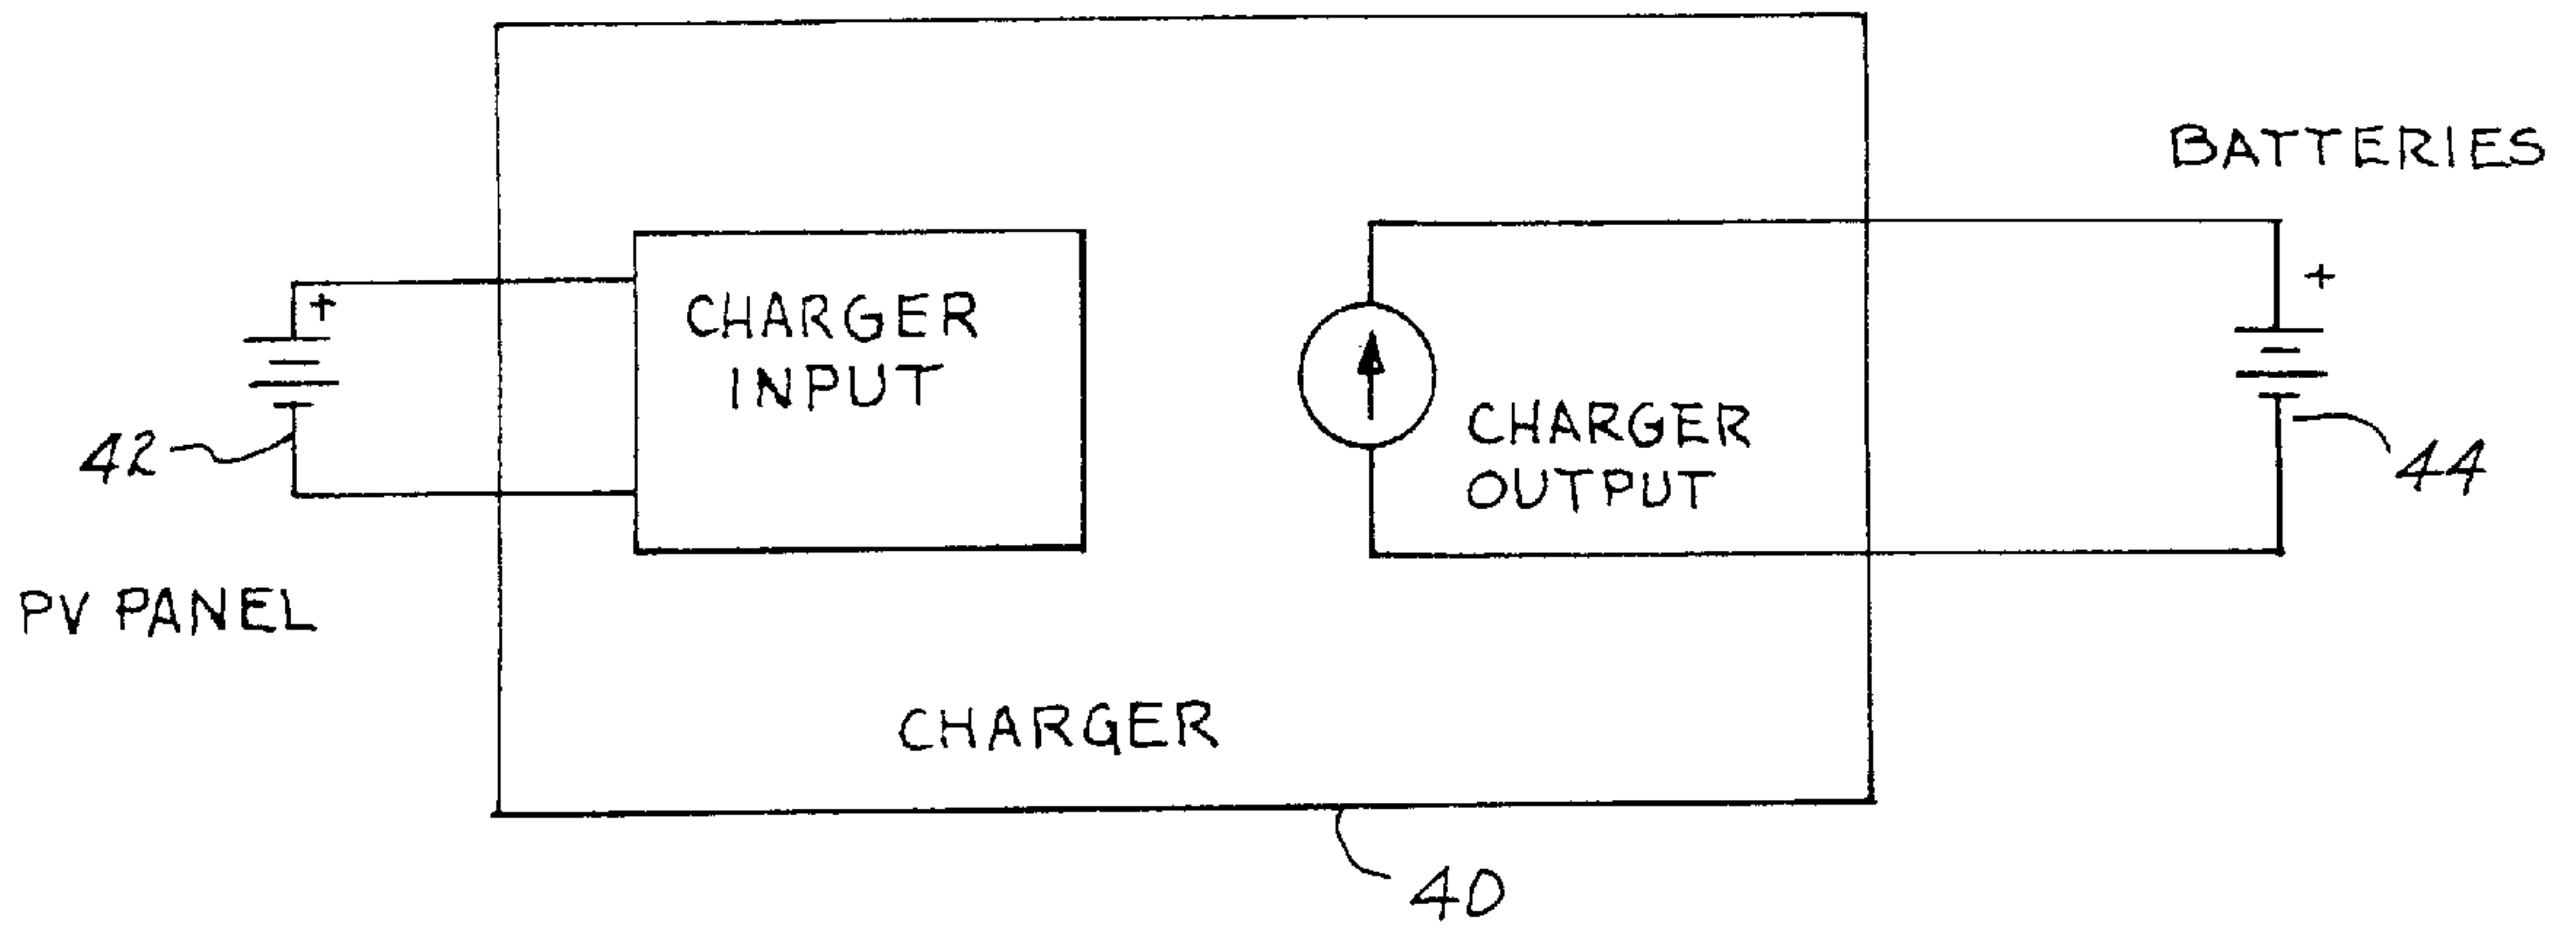 BATTERIES
+
+
CHARGER
INPUT
CHARGER
OUTPUT
42
44
PV PANEL
CHARGER
40